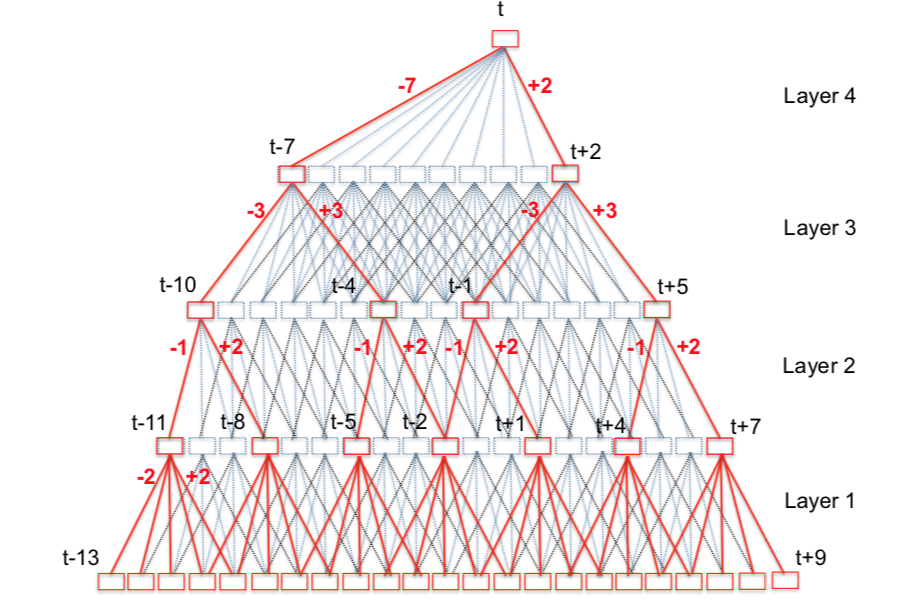 t
-7 +2
Layer 4
t-7 t+2
-3 +3 -3 +3
Layer 3
t-10 t-4 t-1 t+5
-1 +2 -1 +2 -1 +2 -1 +2
Layer 2
t-11 t-8 t-5 t-2 t+1 t+4 t+7
-2 +2
Layer 1
t-13 t+9